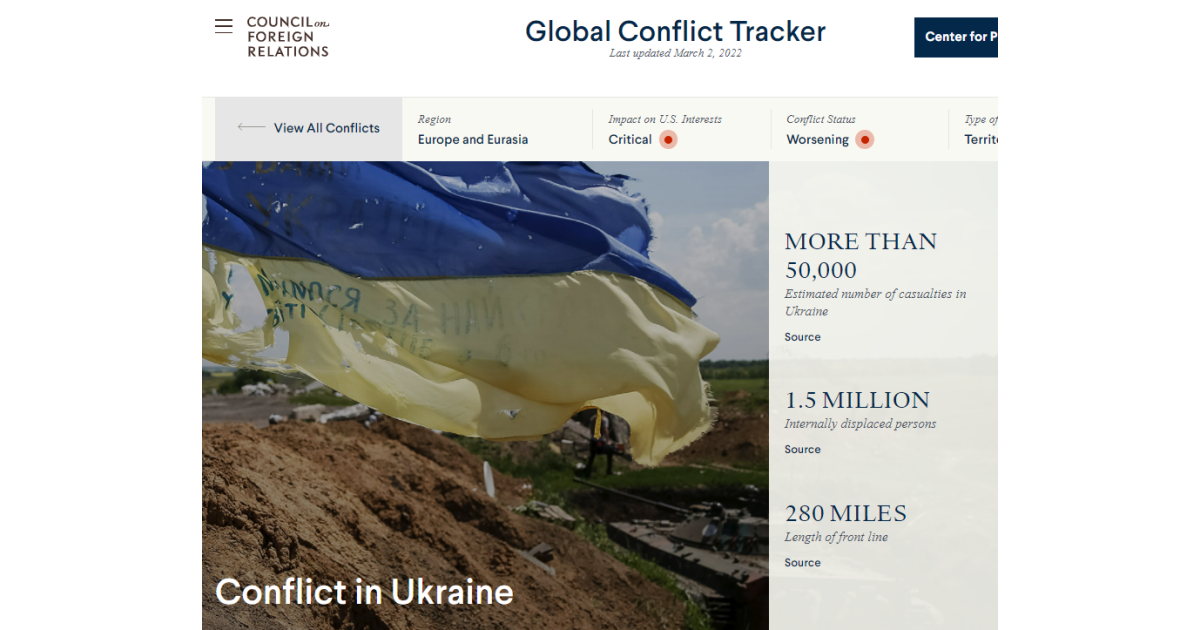 COUNCIL on
FOREIGN
RELATIONS
Global Conflict Tracker
Last updated March 2, 2022
Center for P
View All Conflicts
Region
Europe and Eurasia
Impact on U.S. Interests
Critical
Conflict Status
Worsening
Type of
Territo
MORE THAN
50,000
Estimated number of casualties in
Ukraine
Source
1.5 MILLION
Internally displaced persons
Source
280 MILES
Length of front line
Source
Conflict in Ukraine